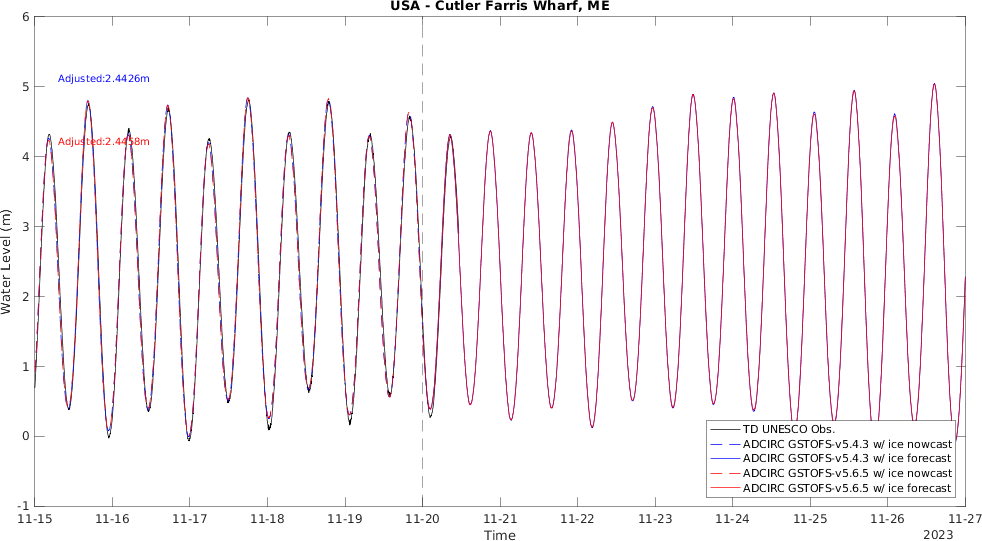 USA - Cutler Farris Wharf, ME
6
5
4
3
2
1
0
-1
Water Level (m)
Adjusted:2.4426m
Adjusted:2.4458m
TD UNESCO Obs.
ADCIRC GSTOFS-v5.4.3 w/ ice nowcast
ADCIRC GSTOFS-v5.4.3 w/ ice forecast
ADCIRC GSTOFS-v5.6.5 w/ ice nowcast
ADCIRC GSTOFS-v5.6.5 w/ ice forecast
11-15 11-16 11-17 11-18 11-19 11-20 11-21 11-22 11-23 11-24 11-25 11-26 11-27
Time
2023